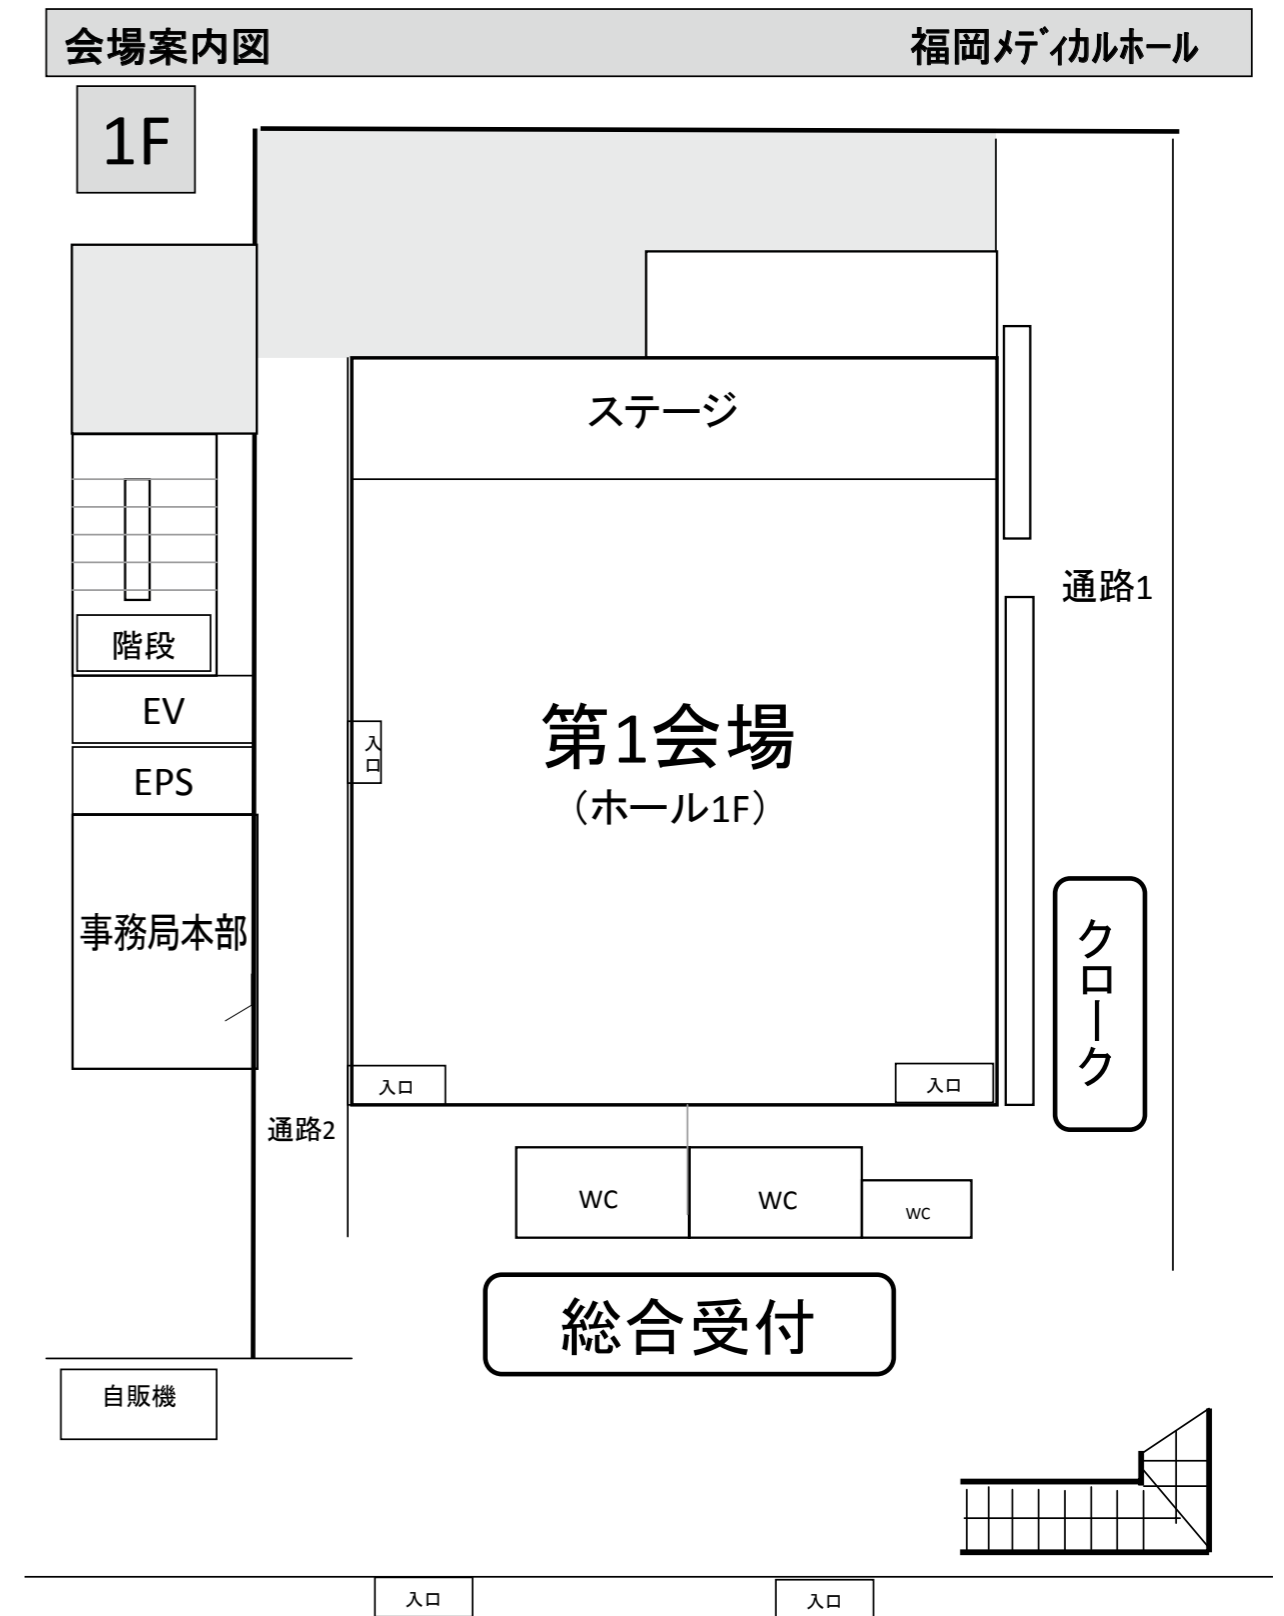 会場案内図
福岡ﾒﾃﾞｨｶﾙﾎｰﾙ
1F
ステージ
通路1
階段
EV
入口
第1会場
EPS
（ホール1F）
事務局本部
クローク
入口
入口
通路2
WC
WC
WC
総合受付
自販機
入口
入口